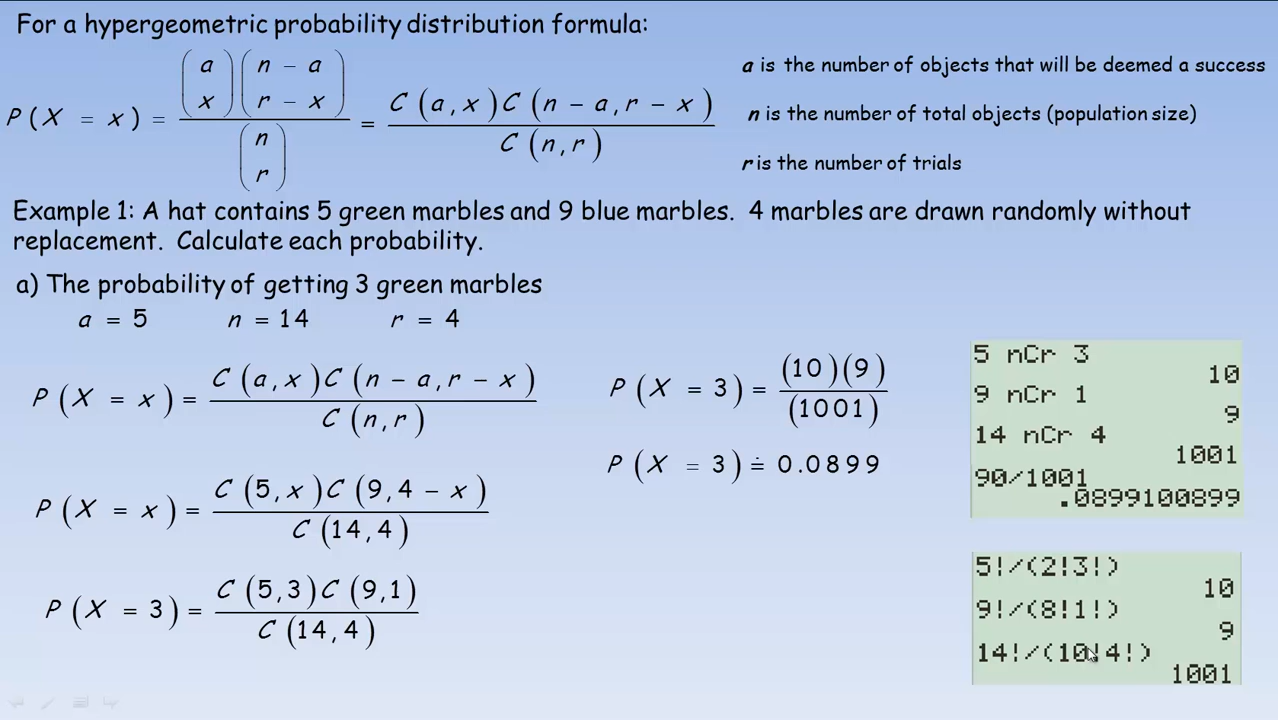 For a hypergeometric probability distribution formula:
P(X = x) = (a x)(n − a r − x) / (n r) = C(a,x)C(n − a,r − x) / C(n,r)
a is the number of objects that will be deemed a success
n is the number of total objects (population size)
r is the number of trials
Example 1: A hat contains 5 green marbles and 9 blue marbles. 4 marbles are drawn randomly without
replacement. Calculate each probability.
a) The probability of getting 3 green marbles
a = 5 n = 14 r = 4
P(X = x) = C(a,x)C(n − a,r − x) / C(n,r)
P(X = x) = C(5,x)C(9,4 − x) / C(14,4)
P(X = 3) = C(5,3)C(9,1) / C(14,4)
P(X = 3) = (10)(9) / (1001)
P(X = 3) ≐ 0.0899
5 nCr 3
10
9 nCr 1
9
14 nCr 4
1001
90/1001
.0899100899
5!/(2!3!)
10
9!/(8!1!)
9
14!/(10!4!)
1001